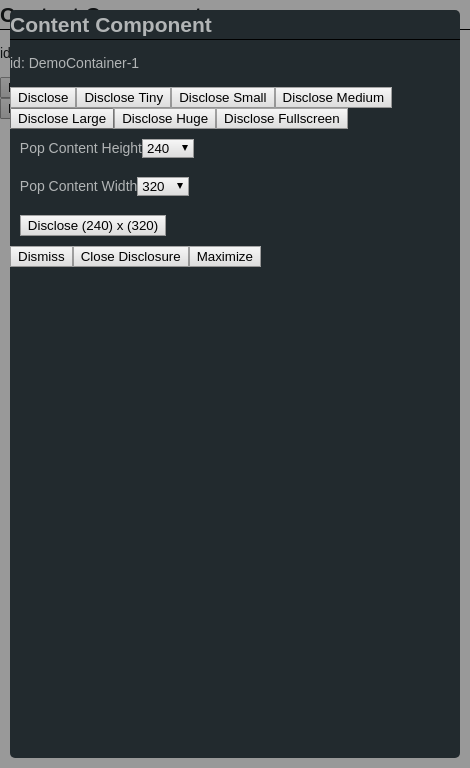 Content Component
id: DemoContainer-1
Disclose Disclose Tiny Disclose Small Disclose Medium
Disclose Large Disclose Huge Disclose Fullscreen
Pop Content Height 240
Pop Content Width 320
Disclose (240) x (320)
Dismiss Close Disclosure Maximize